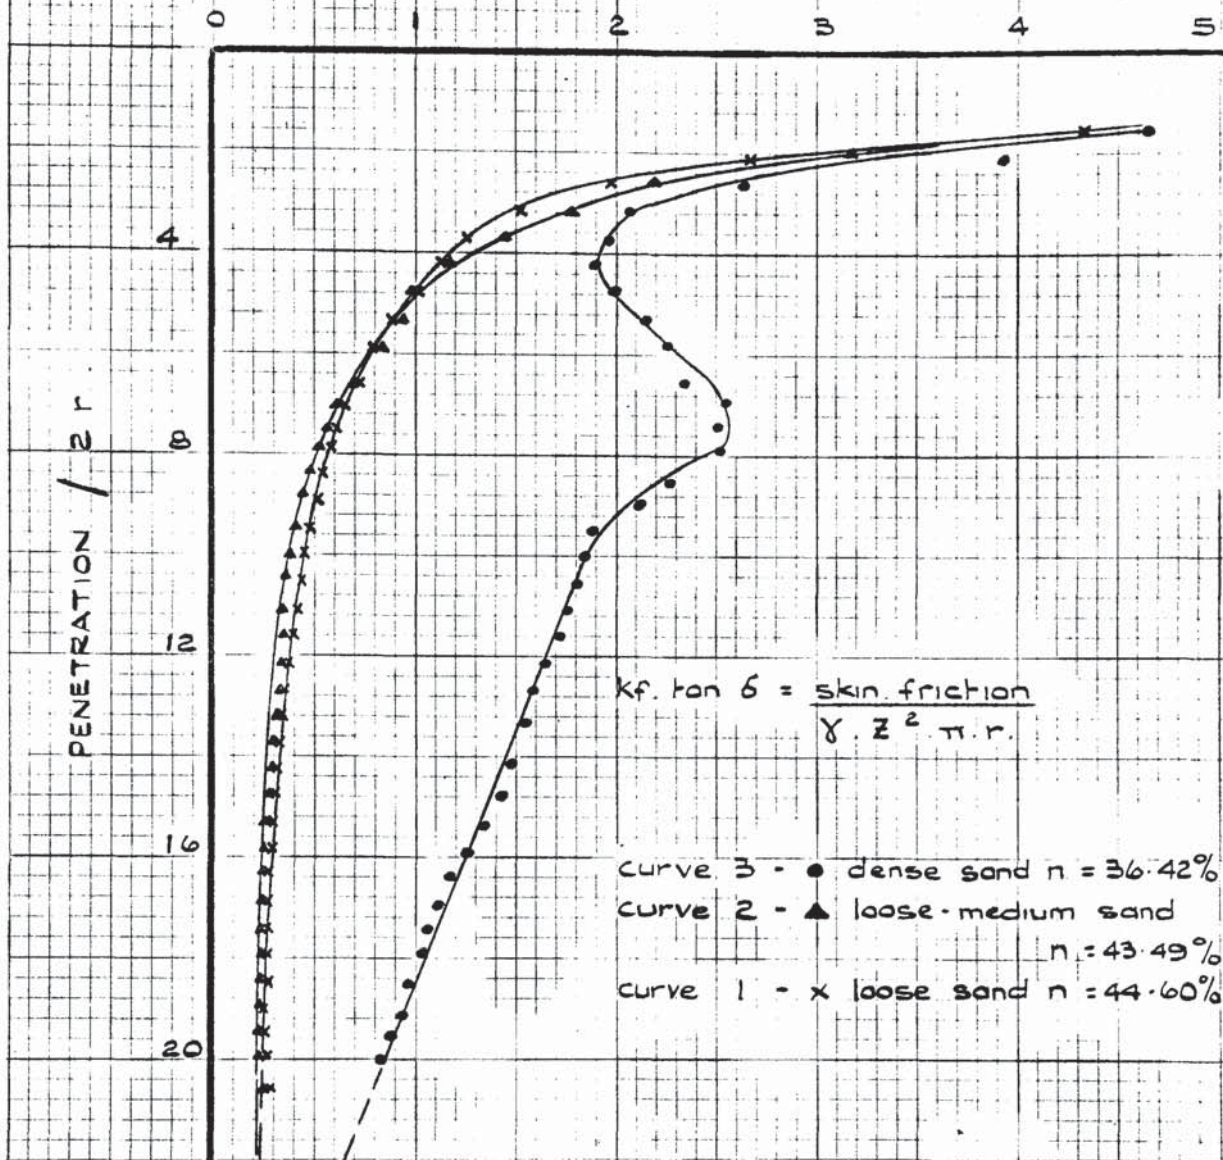 0 1 2 3 4 5
4
8
12
16
20
PENETRATION / 2 r.
Kf. tan δ = skin friction
γ. z² π. r.
curve 3 - ● dense sand n = 36.42%
curve 2 - ▲ loose-medium sand
n = 43.49%
curve 1 - x loose sand n = 44.60%